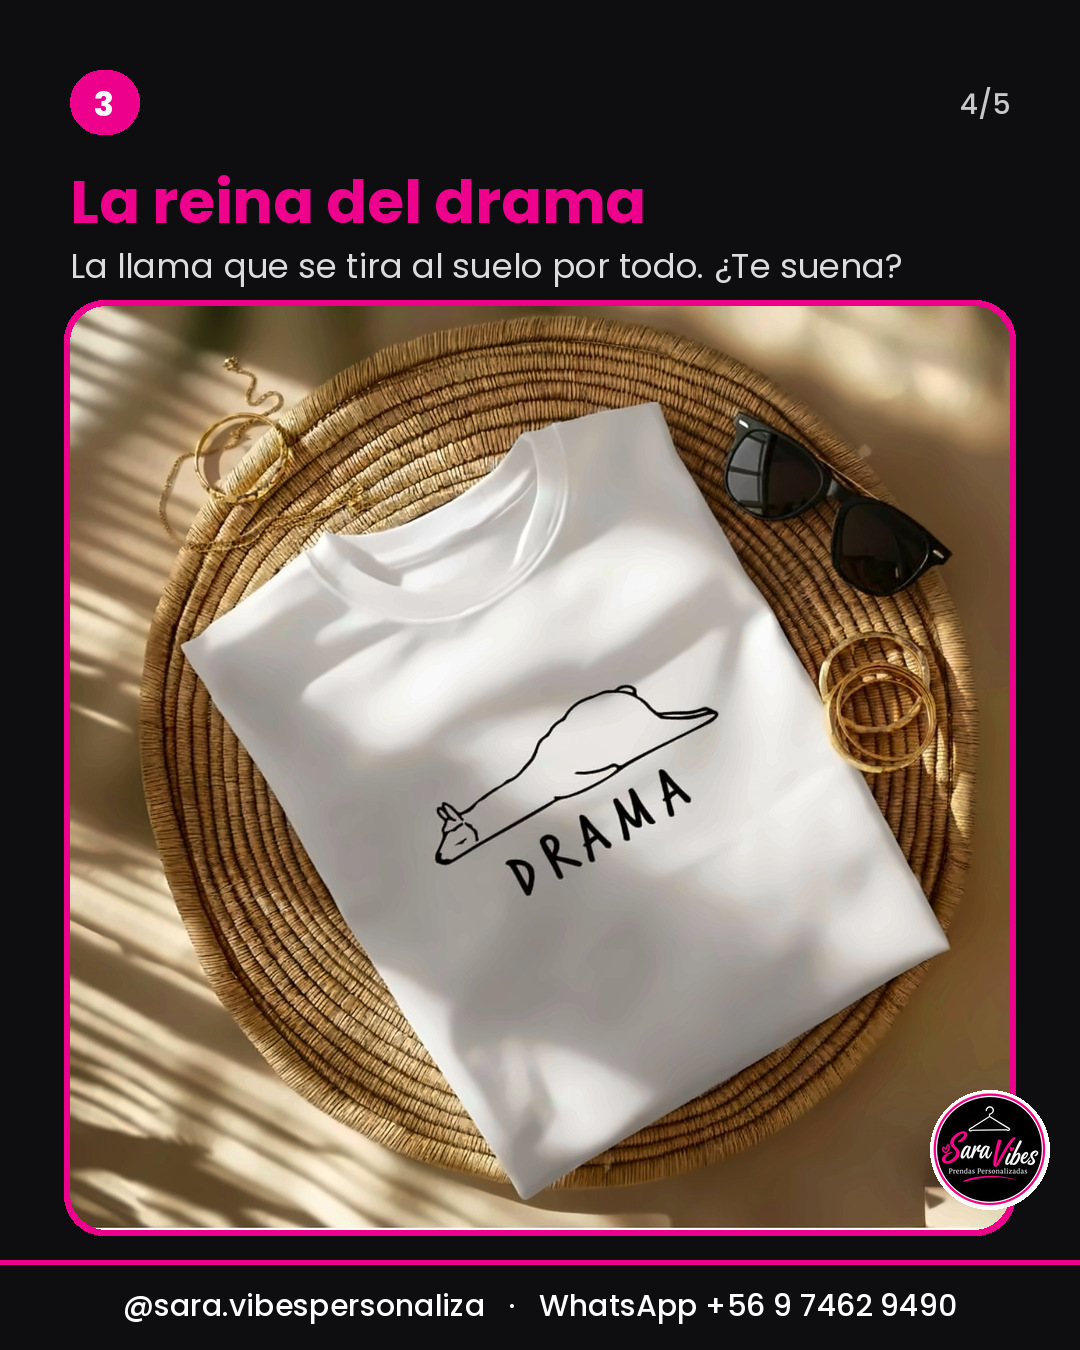 3
4/5
La reina del drama
La llama que se tira al suelo por todo. ¿Te suena?
DRAMA
Sara Vibes
Prendas Personalizadas
@sara.vibespersonaliza · WhatsApp +56 9 7462 9490